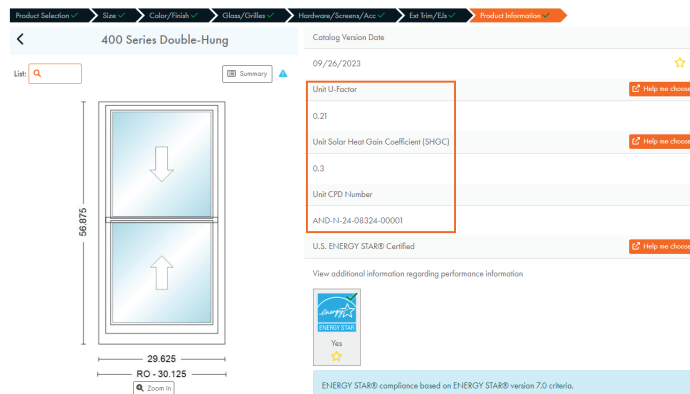 Product Selection
Size
Color/Finish
Glass/Grilles
Hardware/Screens/Acc
Ext Trim/EJs
Product Information
400 Series Double-Hung
List:
Summary
56.875
29.625
RO - 30.125
Zoom In
Catalog Version Date
09/26/2023
Unit U-Factor
Help me choose
0.21
Unit Solar Heat Gain Coefficient (SHGC)
Help me choose
0.3
Unit CPD Number
AND-N-24-08324-00001
U.S. ENERGY STAR® Certified
Help me choose
View additional information regarding performance information
energy
ENERGY STAR
Yes
ENERGY STAR® compliance based on ENERGY STAR® version 7.0 criteria.